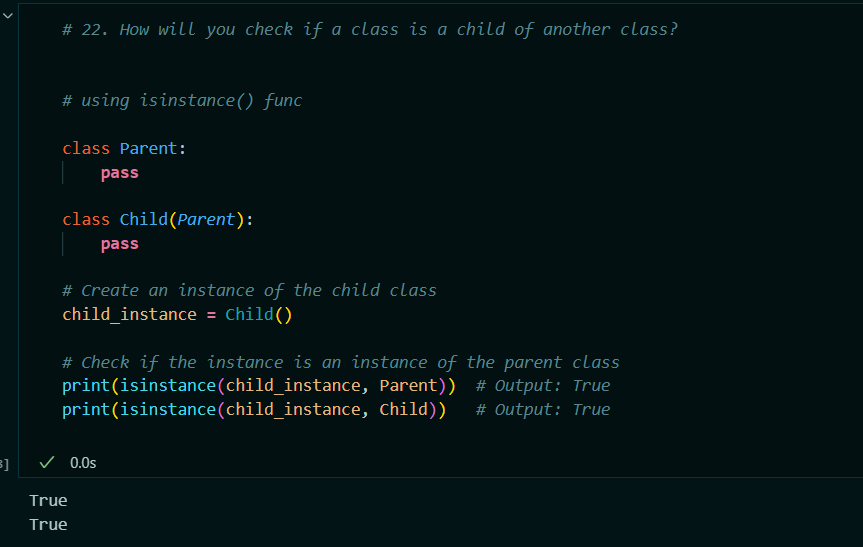 # 22. How will you check if a class is a child of another class?
# using isinstance() func
class Parent:
    pass
class Child(Parent):
    pass
# Create an instance of the child class
child_instance = Child()
# Check if the instance is an instance of the parent class
print(isinstance(child_instance, Parent))  # Output: True
print(isinstance(child_instance, Child))   # Output: True
] 0.0s
True
True